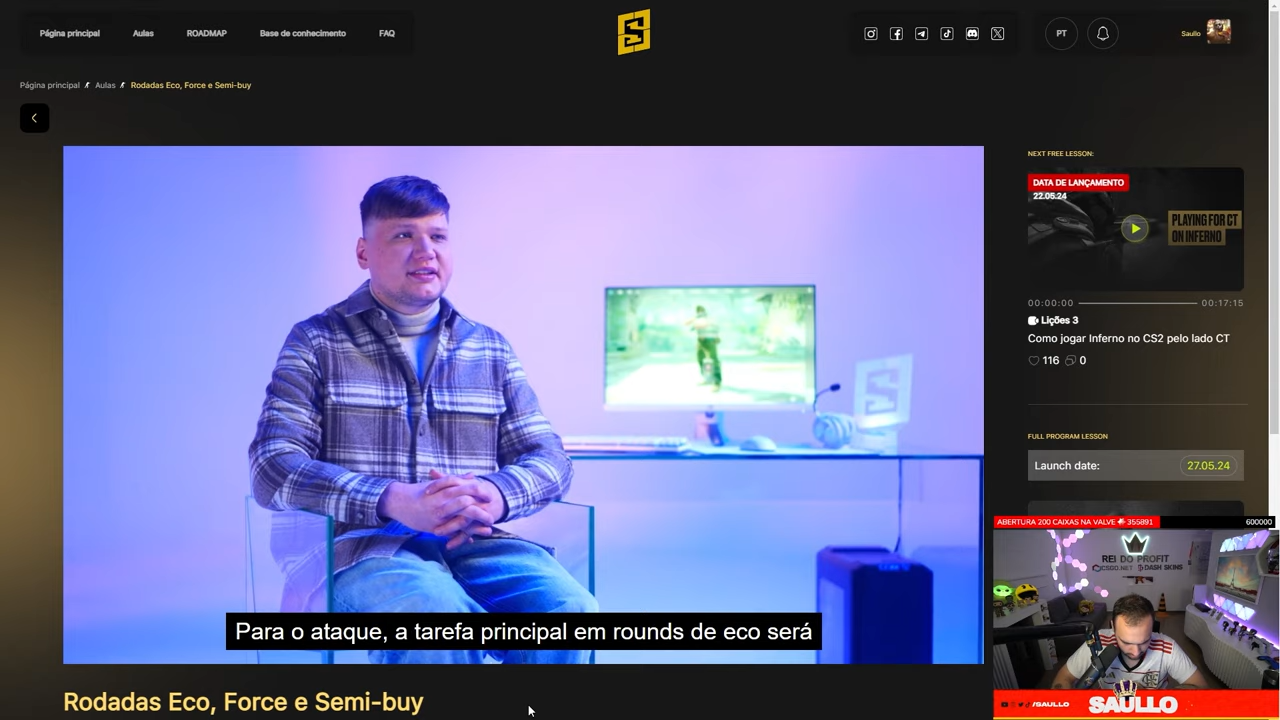 Página principal
Aulas
ROADMAP
Base de conhecimento
FAQ
PT
Saullo
Página principal
Aulas
Rodadas Eco, Force e Semi-buy
NEXT FREE LESSON:
DATA DE LANÇAMENTO
22.05.24
PLAYING FOR CT
ON INFERNO
00:00:00
00:17:15
Lições 3
Como jogar Inferno no CS2 pelo lado CT
116
0
FULL PROGRAM LESSON
Launch date:
27.05.24
ABERTURA 200 CAIXAS NA VALVE
355891
600000
REI DO PROFIT
CSGO.NET
DASH SKINS
Para o ataque, a tarefa principal em rounds de eco será
/SAULLO
SAULLO
Rodadas Eco, Force e Semi-buy